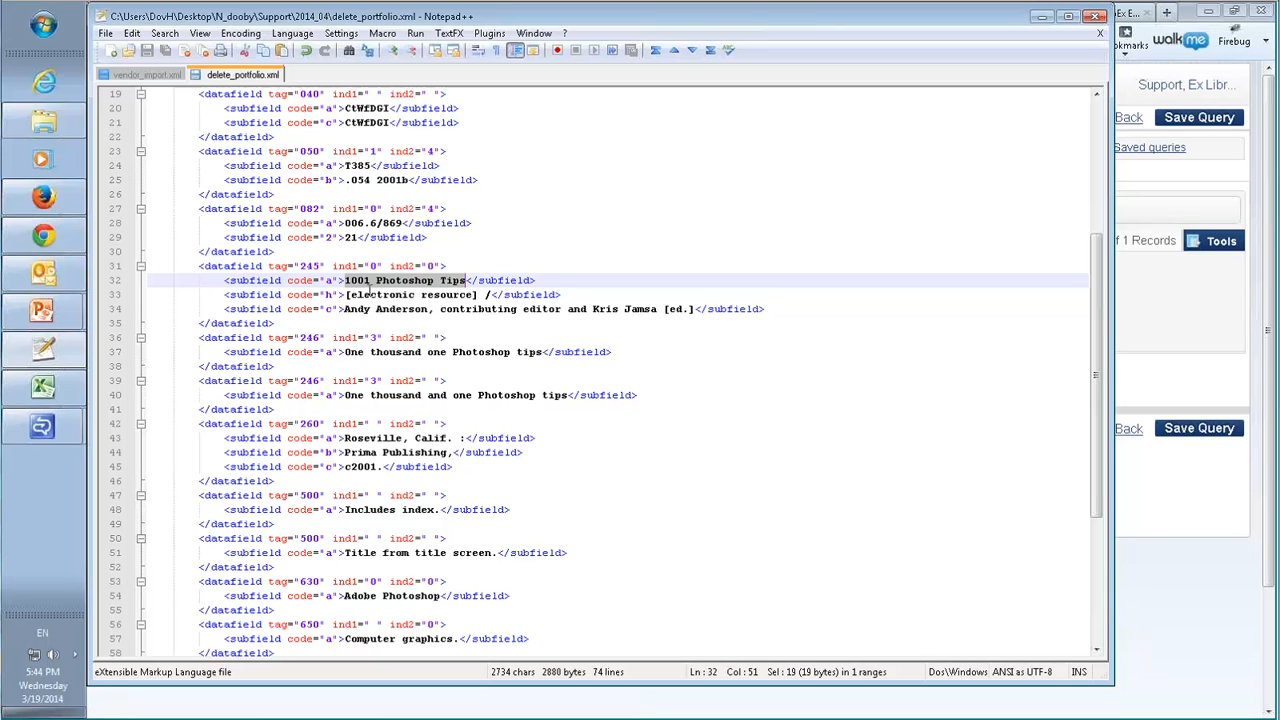 C:\Users\DovH\Desktop\N_dooby\Support\2014_04\delete_portfolio.xml - Notepad++
File Edit Search View Encoding Language Settings Macro Run TextFX Plugins Window ? X
vendor_import.xml delete_portfolio.xml
19 <datafield tag="040" ind1=" " ind2=" ">
20 <subfield code="a">CtWfDGI</subfield>
21 <subfield code="c">CtWfDGI</subfield>
22 </datafield>
23 <datafield tag="050" ind1="1" ind2="4">
24 <subfield code="a">T385</subfield>
25 <subfield code="b">.054 2001b</subfield>
26 </datafield>
27 <datafield tag="082" ind1="0" ind2="4">
28 <subfield code="a">006.6/869</subfield>
29 <subfield code="2">21</subfield>
30 </datafield>
31 <datafield tag="245" ind1="0" ind2="0">
32 <subfield code="a">1001 Photoshop Tips</subfield>
33 <subfield code="h">[electronic resource] /</subfield>
34 <subfield code="c">Andy Anderson, contributing editor and Kris Jamsa [ed.]</subfield>
35 </datafield>
36 <datafield tag="246" ind1="3" ind2=" ">
37 <subfield code="a">One thousand one Photoshop tips</subfield>
38 </datafield>
39 <datafield tag="246" ind1="3" ind2=" ">
40 <subfield code="a">One thousand and one Photoshop tips</subfield>
41 </datafield>
42 <datafield tag="260" ind1=" " ind2=" ">
43 <subfield code="a">Roseville, Calif. :</subfield>
44 <subfield code="b">Prima Publishing,</subfield>
45 <subfield code="c">c2001.</subfield>
46 </datafield>
47 <datafield tag="500" ind1=" " ind2=" ">
48 <subfield code="a">Includes index.</subfield>
49 </datafield>
50 <datafield tag="500" ind1=" " ind2=" ">
51 <subfield code="a">Title from title screen.</subfield>
52 </datafield>
53 <datafield tag="630" ind1="0" ind2="0">
54 <subfield code="a">Adobe Photoshop</subfield>
55 </datafield>
56 <datafield tag="650" ind1=" " ind2="0">
57 <subfield code="a">Computer graphics.</subfield>
58
eXtensible Markup Language file 2734 chars 2880 bytes 74 lines Ln : 32 Col : 51 Sel : 19 (19 bytes) in 1 ranges Dos\Windows ANSI as UTF-8 INS
Ex E...
okmarks walkme Firebug
Support, Ex Libr...
Back Save Query
Saved queries
of 1 Records Tools
Back Save Query
EN
5:44 PM
Wednesday
3/19/2014